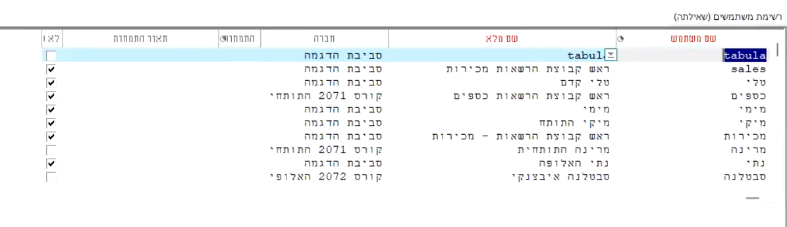 רשימת משתמשים (שאילתה)
שם משתמש שם מלא חברה התמחות תאור התמחות לא
tabula tabula סביבת הדגמה
sales ראש קבוצת הרשאות מכירות סביבת הדגמה
טלי טלי קדם סביבת הדגמה
כספים ראש קבוצת הרשאות כספים קורס 2071 התותחי
מימי מימי סביבת הדגמה
מיקי מיקי התותח סביבת הדגמה
מכירות ראש קבוצת הרשאות - מכירות סביבת הדגמה
מרינה מרינה התותחית קורס 2071 התותחי
נתי נתי האלופה סביבת הדגמה
סבטלנה סבטלנה איבצנקי קורס 2072 האלופי